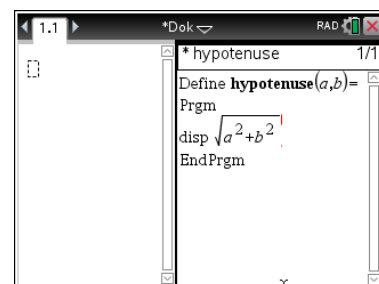 1.1 *Dok RAD
* hypotenuse 1/1
Define hypotenuse(a,b)=
Prgm
disp √a²+b²
EndPrgm